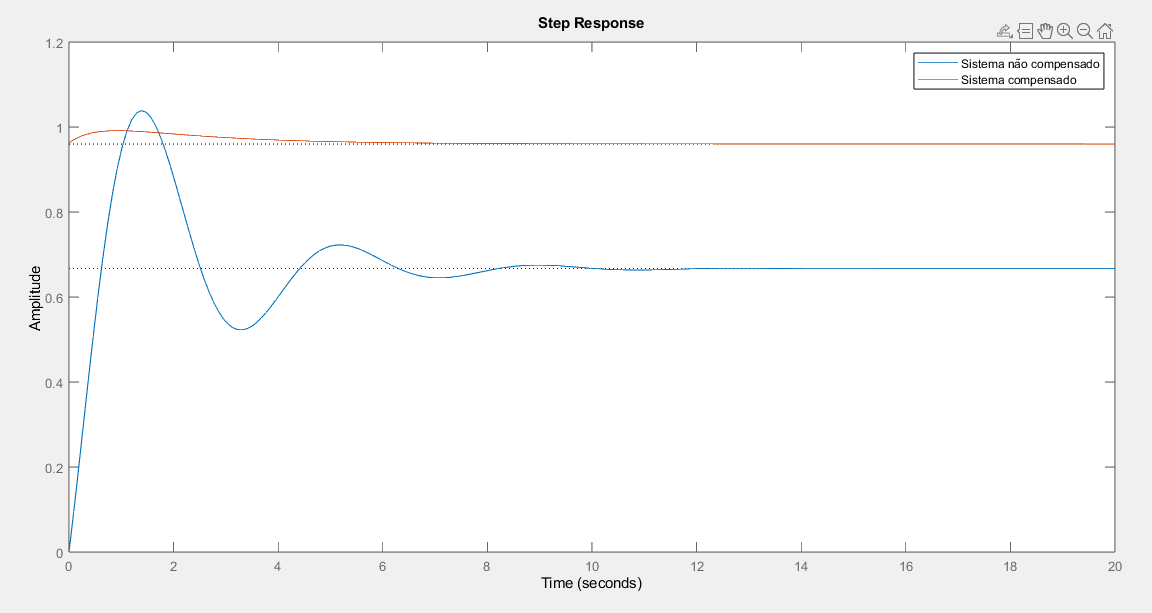 Step Response
Sistema não compensado
Sistema compensado
1.2
1
0.8
0.6
0.4
0.2
0
Amplitude
0 2 4 6 8 10 12 14 16 18 20
Time (seconds)